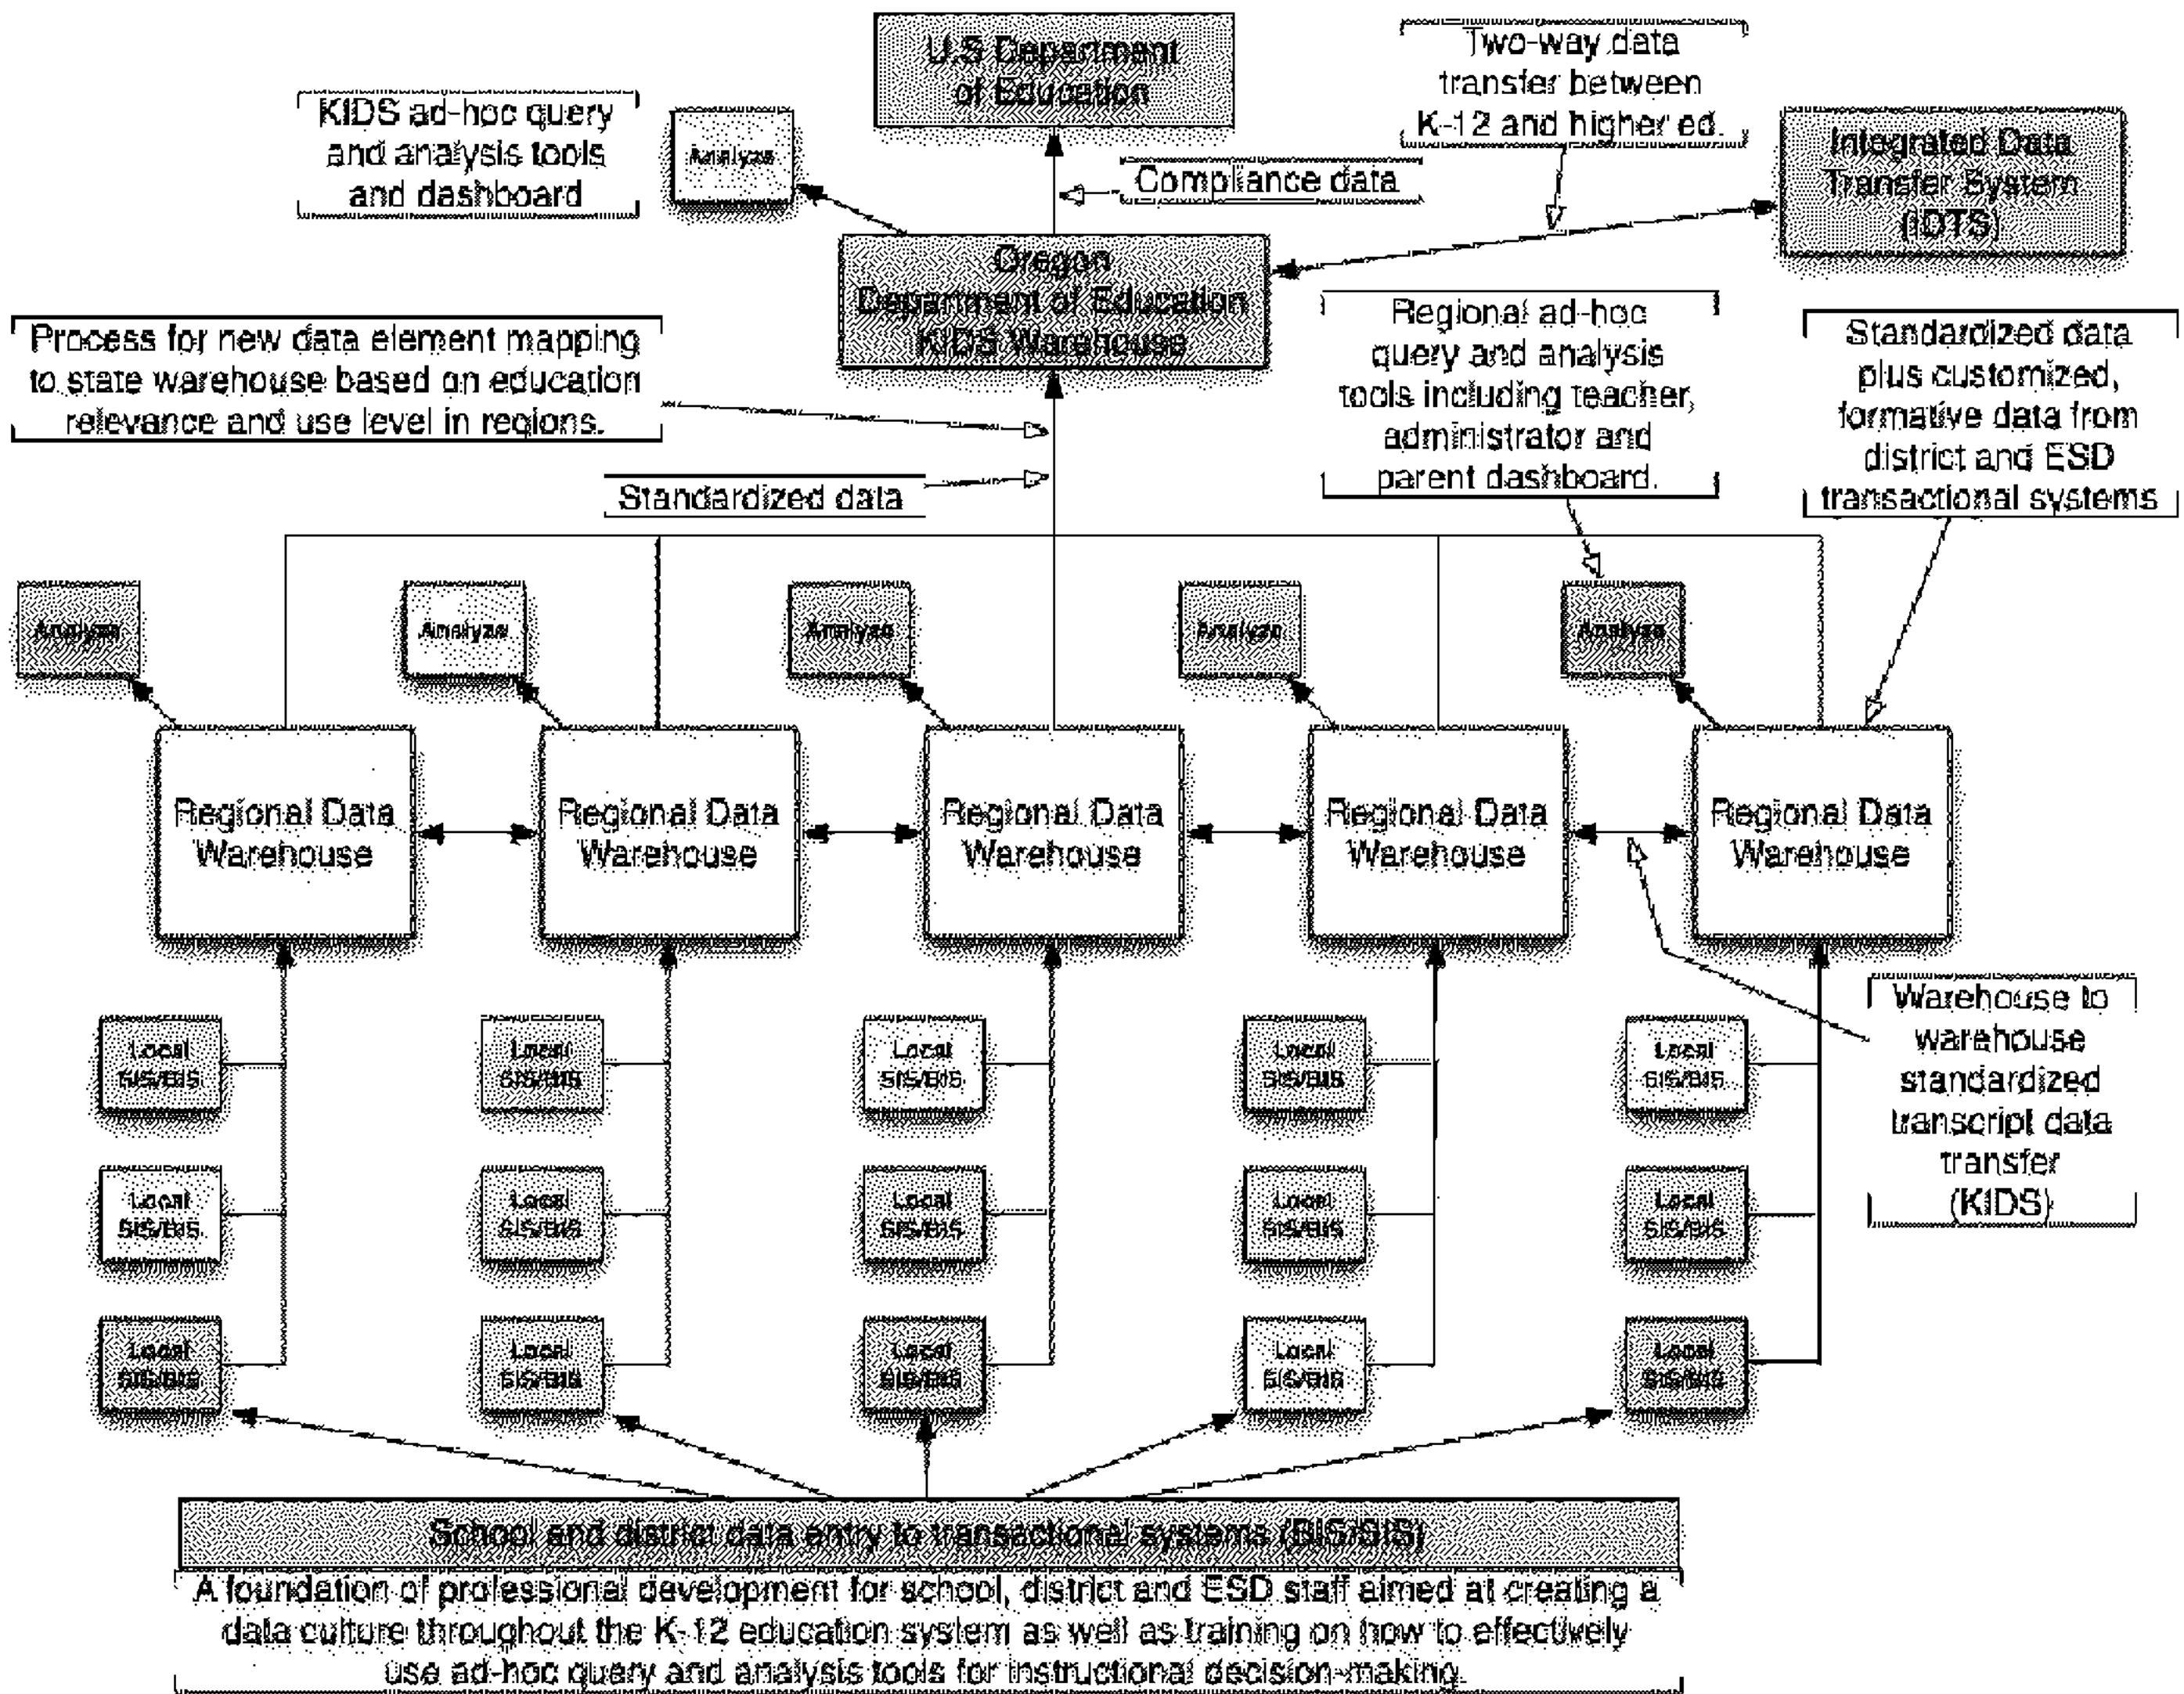 U.S Department
of Education
Two-way data
transfer between
K-12 and higher ed.
KIDS ad-hoc query
and analysis tools
and dashboard
Analyze
Compliance data
Integrated Data
Transfer System
(IDTS)
Oregon
Department of Education
KIDS Warehouse
Process for new data element mapping
to state warehouse based on education
relevance and use level in regions.
Regional ad-hoc
query and analysis
tools including teacher,
administrator and
parent dashboard.
Standardized data
plus customized,
formative data from
district and ESD
transactional systems
Standardized data
Analyze
Analyze
Analyze
Analyze
Analyze
Regional Data
Warehouse
Regional Data
Warehouse
Regional Data
Warehouse
Regional Data
Warehouse
Regional Data
Warehouse
Warehouse to
warehouse
standardized
transcript data
transfer
(KIDS)
Local
SIS/BIS
Local
SIS/BIS
Local
SIS/BIS
Local
SIS/BIS
Local
SIS/BIS
Local
SIS/BIS
Local
SIS/BIS
Local
SIS/BIS
Local
SIS/BIS
Local
SIS/BIS
Local
SIS/BIS
Local
SIS/BIS
Local
SIS/BIS
Local
SIS/BIS
Local
SIS/BIS
School and district data entry to transactional systems (BIS/SIS)
A foundation of professional development for school, district and ESD staff aimed at creating a
data culture throughout the K-12 education system as well as training on how to effectively
use ad-hoc query and analysis tools for instructional decision-making.